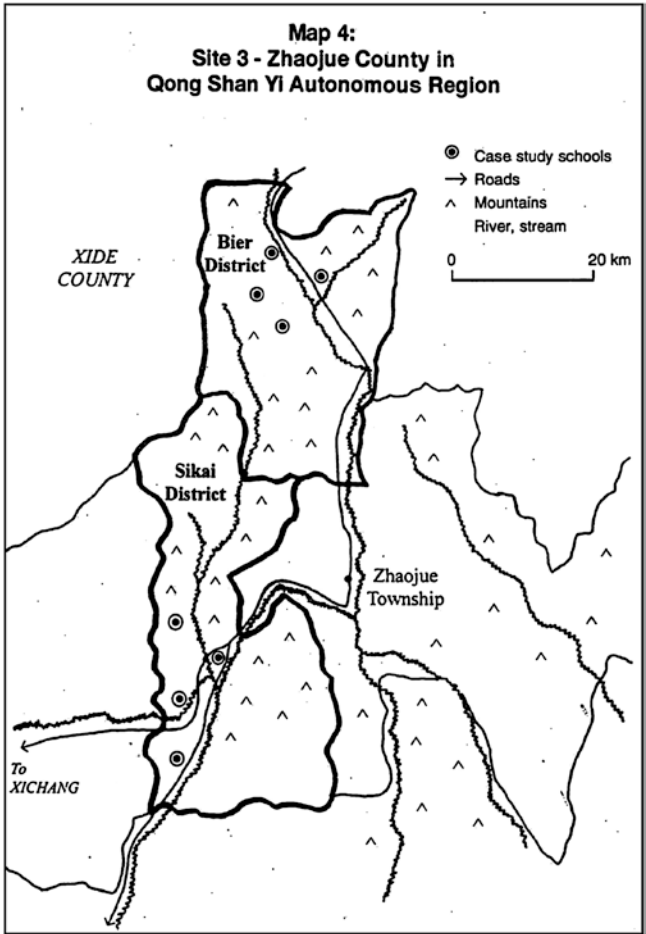 Map 4:
Site 3 - Zhaojue County in
Qong Shan Yi Autonomous Region
Case study schools
Roads
Mountains
River, stream
0 20 km
XIDE
COUNTY
Bier
District
Sikai
District
Zhaojue
Township
To
XICHANG